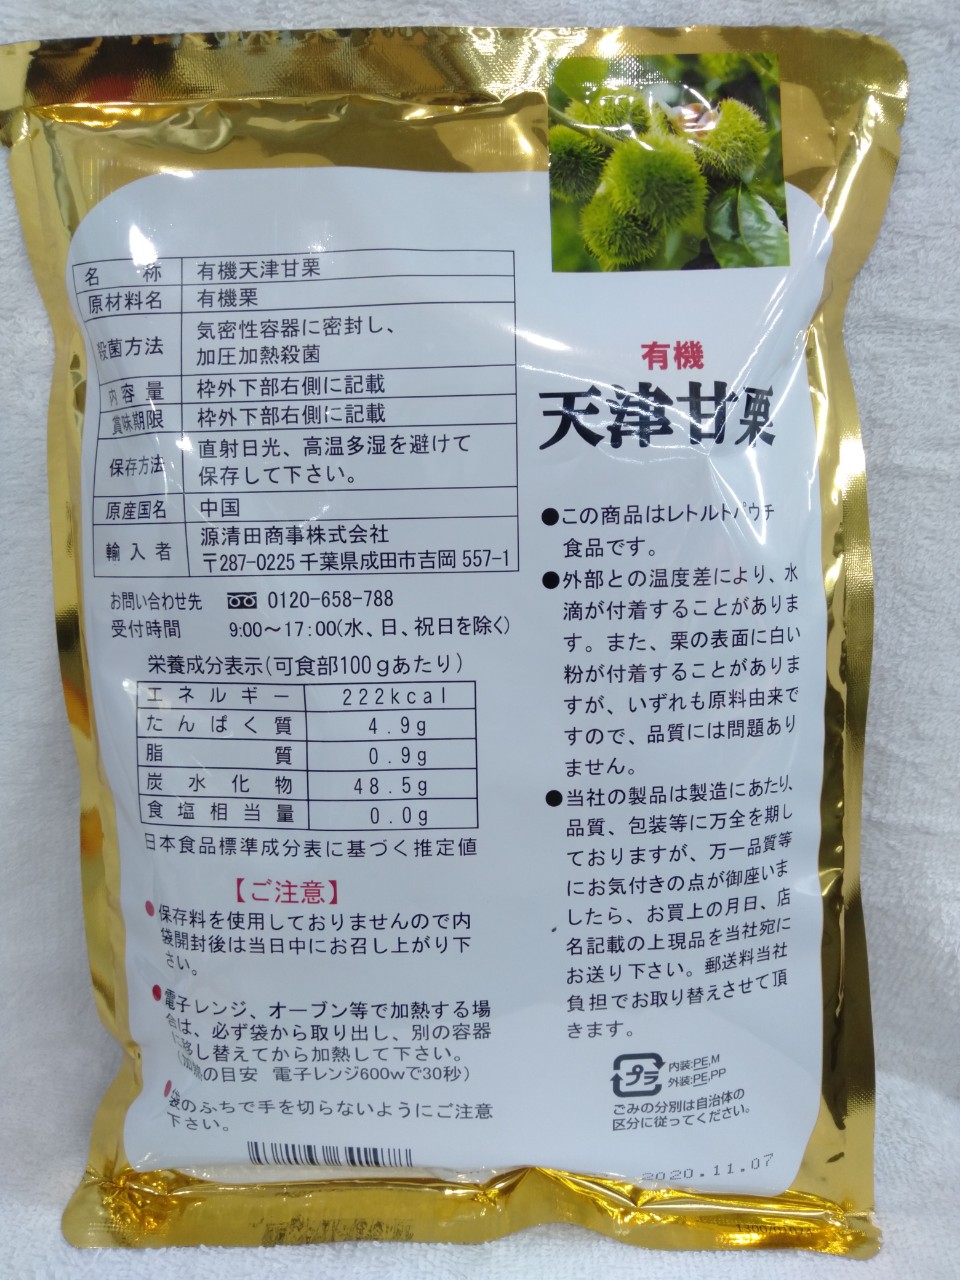 名称 有機天津甘栗
原材料名 有機栗
殺菌方法 気密性容器に密封し、
加圧加熱殺菌
内容量 枠外下部右側に記載
賞味期限 枠外下部右側に記載
保存方法 直射日光、高温多湿を避けて
保存して下さい。
原産国名 中国
輸入者 源清田商事株式会社
〒287-0225 千葉県成田市吉岡 557-1
お問い合わせ先 0120-658-788
受付時間 9:00〜17:00(水、日、祝日を除く)
栄養成分表示(可食部100gあたり)
エネルギー 222kcal
たんぱく質 4.9g
脂質 0.9g
炭水化物 48.5g
食塩相当量 0.0g
日本食品標準成分表に基づく推定値
【ご注意】
●保存料を使用しておりませんので内
袋開封後は当日中にお召し上がり下
さい。
●電子レンジ、オーブン等で加熱する場
合は、必ず袋から取り出し、別の容器
に移し替えてから加熱して下さい。
(加熱の目安 電子レンジ600wで30秒)
●袋のふちで手を切らないようにご注意
下さい。
有機
天津甘栗
●この商品はレトルトパウチ
食品です。
●外部との温度差により、水
滴が付着することがありま
す。また、栗の表面に白い
粉が付着することがありま
すが、いずれも原料由来で
すので、品質には問題あり
ません。
●当社の製品は製造にあたり、
品質、包装等に万全を期し
ておりますが、万一品質等
にお気付きの点が御座いま
したら、お買上の月日、店
名記載の上現品を当社宛に
お送り下さい。郵送料当社
負担でお取り替えさせて頂
きます。
プラ 内装:PE,M
外装:PE,PP
ごみの分別は自治体の
区分に従ってください。
2020.11.07